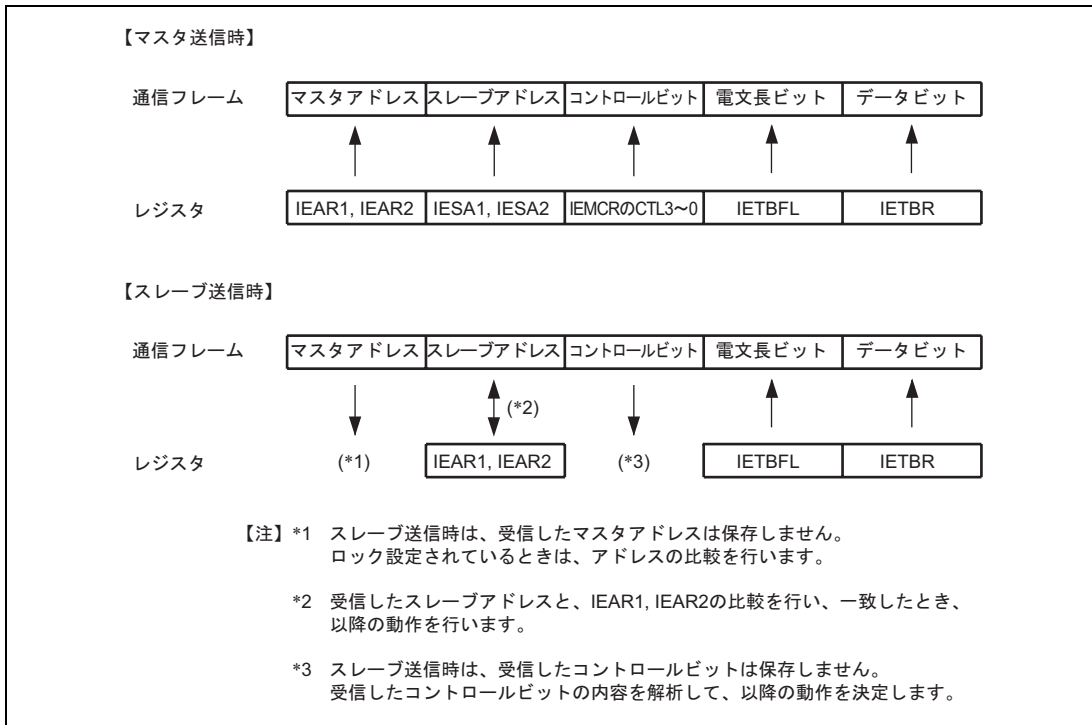 【マスタ送信時】
通信フレーム マスタアドレス スレーブアドレス コントロールビット 電文長ビット データビット
レジスタ IEAR1, IEAR2 IESA1, IESA2 IEMCRのCTL3～0 IETBFL IETBR
【スレーブ送信時】
通信フレーム マスタアドレス スレーブアドレス コントロールビット 電文長ビット データビット
(*2)
レジスタ (*1) IEAR1, IEAR2 (*3) IETBFL IETBR
【注】*1 スレーブ送信時は、受信したマスタアドレスは保存しません。
ロック設定されているときは、アドレスの比較を行います。
*2 受信したスレーブアドレスと、IEAR1, IEAR2の比較を行い、一致したとき、
以降の動作を行います。
*3 スレーブ送信時は、受信したコントロールビットは保存しません。
受信したコントロールビットの内容を解析して、以降の動作を決定します。